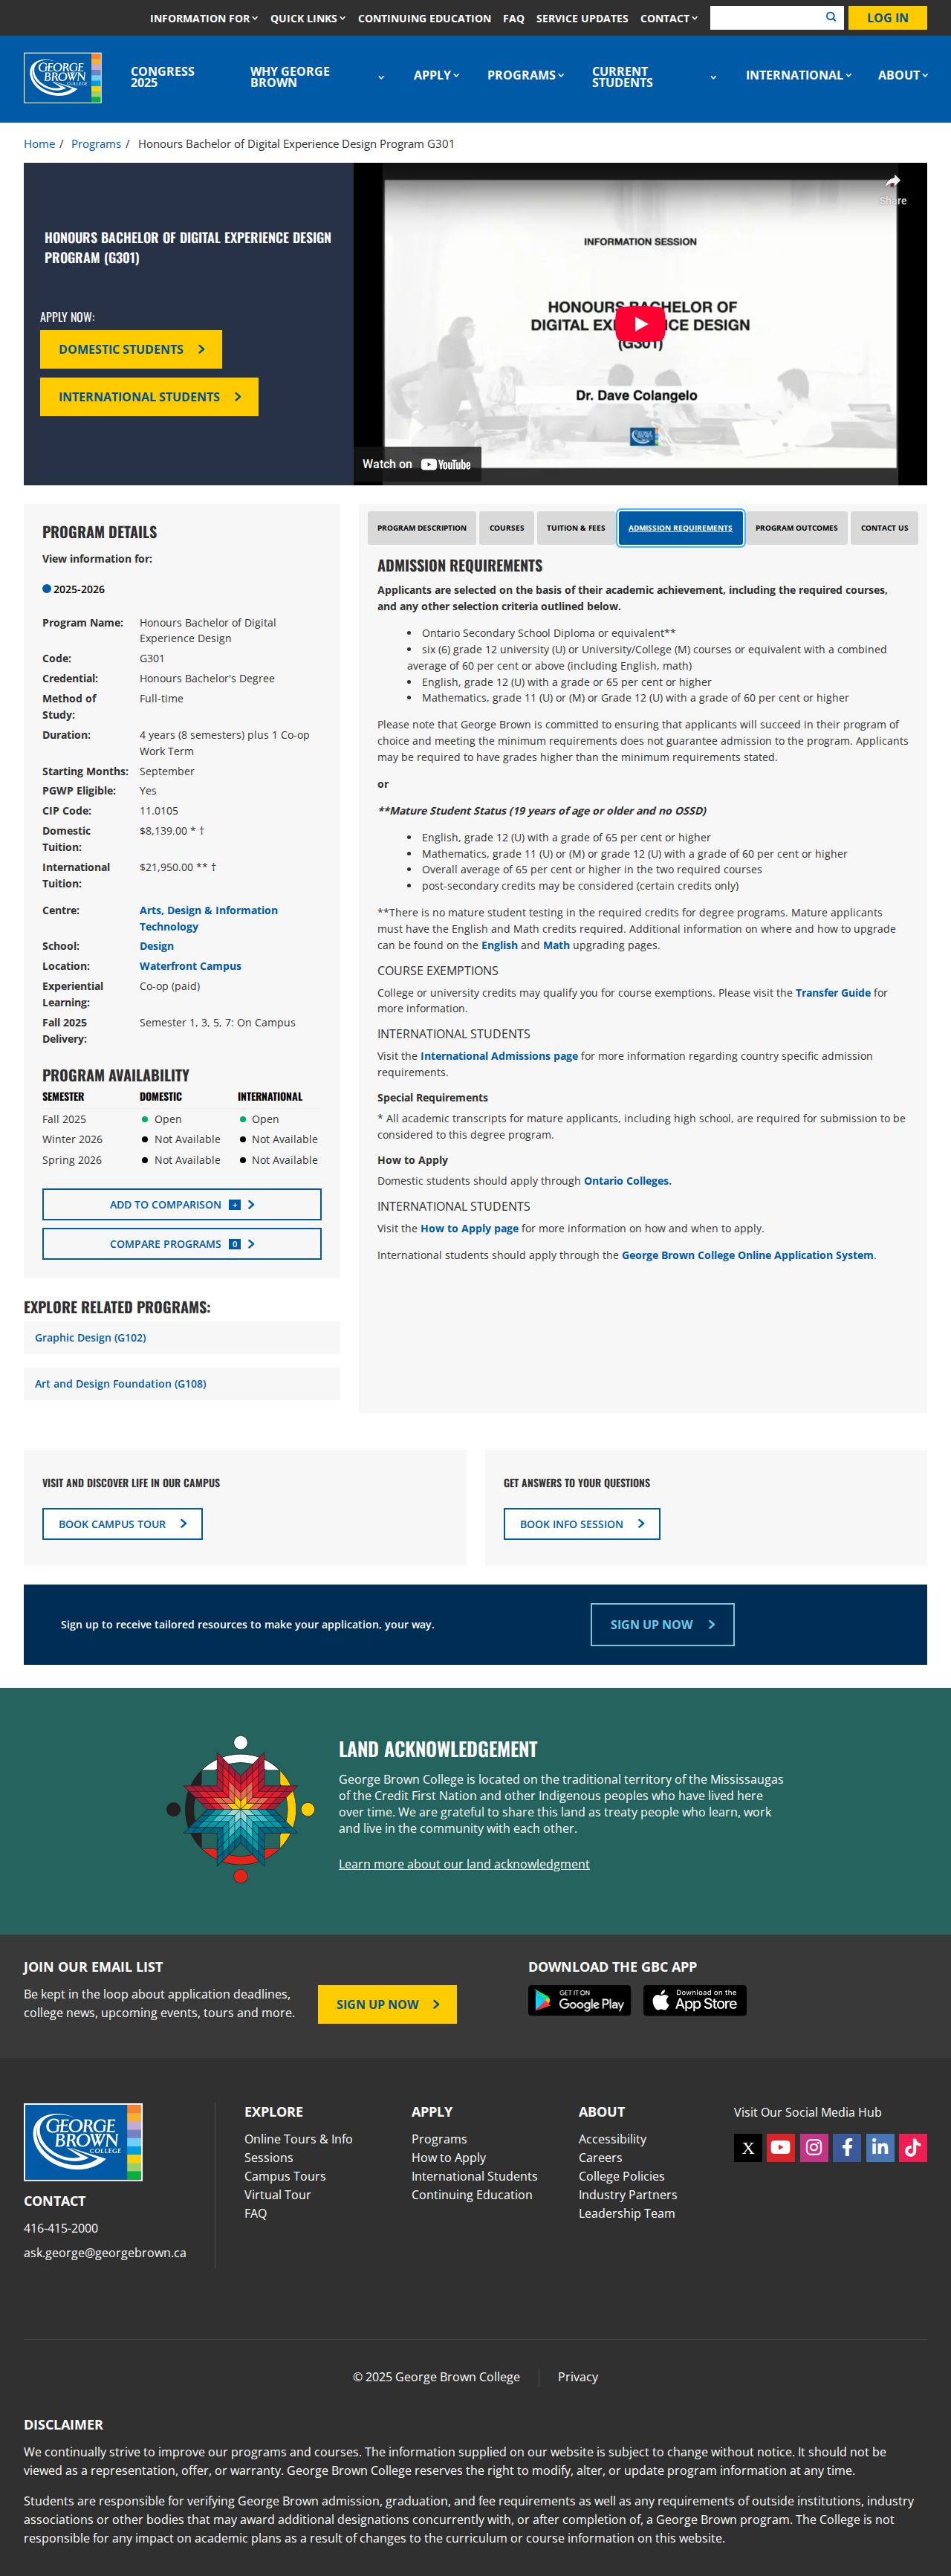 INFORMATION FOR QUICK LINKS CONTINUING EDUCATION FAQ SERVICE UPDATES CONTACT LOG IN
GEORGE BROWN COLLEGE
CONGRESS 2025
WHY GEORGE BROWN
APPLY
PROGRAMS
CURRENT STUDENTS
INTERNATIONAL
ABOUT
Home / Programs / Honours Bachelor of Digital Experience Design Program G301
HONOURS BACHELOR OF DIGITAL EXPERIENCE DESIGN
PROGRAM (G301)
APPLY NOW:
DOMESTIC STUDENTS
INTERNATIONAL STUDENTS
Share
INFORMATION SESSION
HONOURS BACHELOR OF
DIGITAL EXPERIENCE DESIGN
(G301)
Dr. Dave Colangelo
Watch on YouTube
PROGRAM DETAILS
View information for:
2025-2026
Program Name: Honours Bachelor of Digital
Experience Design
Code: G301
Credential: Honours Bachelor's Degree
Method of Study: Full-time
Duration: 4 years (8 semesters) plus 1 Co-op
Work Term
Starting Months: September
PGWP Eligible: Yes
CIP Code: 11.0105
Domestic Tuition: $8,139.00 * †
International Tuition: $21,950.00 ** †
Centre: Arts, Design & Information
Technology
School: Design
Location: Waterfront Campus
Experiential Learning: Co-op (paid)
Fall 2025 Delivery: Semester 1, 3, 5, 7: On Campus
PROGRAM AVAILABILITY
SEMESTER DOMESTIC INTERNATIONAL
Fall 2025 Open Open
Winter 2026 Not Available Not Available
Spring 2026 Not Available Not Available
ADD TO COMPARISON +
COMPARE PROGRAMS 0
EXPLORE RELATED PROGRAMS:
Graphic Design (G102)
Art and Design Foundation (G108)
PROGRAM DESCRIPTION COURSES TUITION & FEES ADMISSION REQUIREMENTS PROGRAM OUTCOMES CONTACT US
ADMISSION REQUIREMENTS
Applicants are selected on the basis of their academic achievement, including the required courses,
and any other selection criteria outlined below.
• Ontario Secondary School Diploma or equivalent**
• six (6) grade 12 university (U) or University/College (M) courses or equivalent with a combined
average of 60 per cent or above (including English, math)
• English, grade 12 (U) with a grade or 65 per cent or higher
• Mathematics, grade 11 (U) or (M) or Grade 12 (U) with a grade of 60 per cent or higher
Please note that George Brown is committed to ensuring that applicants will succeed in their program of
choice and meeting the minimum requirements does not guarantee admission to the program. Applicants
may be required to have grades higher than the minimum requirements stated.
or
**Mature Student Status (19 years of age or older and no OSSD)
• English, grade 12 (U) with a grade of 65 per cent or higher
• Mathematics, grade 11 (U) or (M) or grade 12 (U) with a grade of 60 per cent or higher
• Overall average of 65 per cent or higher in the two required courses
• post-secondary credits may be considered (certain credits only)
**There is no mature student testing in the required credits for degree programs. Mature applicants
must have the English and Math credits required. Additional information on where and how to upgrade
can be found on the English and Math upgrading pages.
COURSE EXEMPTIONS
College or university credits may qualify you for course exemptions. Please visit the Transfer Guide for
more information.
INTERNATIONAL STUDENTS
Visit the International Admissions page for more information regarding country specific admission
requirements.
Special Requirements
* All academic transcripts for mature applicants, including high school, are required for submission to be
considered to this degree program.
How to Apply
Domestic students should apply through Ontario Colleges.
INTERNATIONAL STUDENTS
Visit the How to Apply page for more information on how and when to apply.
International students should apply through the George Brown College Online Application System.
VISIT AND DISCOVER LIFE IN OUR CAMPUS
BOOK CAMPUS TOUR
GET ANSWERS TO YOUR QUESTIONS
BOOK INFO SESSION
Sign up to receive tailored resources to make your application, your way.
SIGN UP NOW
LAND ACKNOWLEDGEMENT
George Brown College is located on the traditional territory of the Mississaugas
of the Credit First Nation and other Indigenous peoples who have lived here
over time. We are grateful to share this land as treaty people who learn, work
and live in the community with each other.
Learn more about our land acknowledgment
JOIN OUR EMAIL LIST
Be kept in the loop about application deadlines,
college news, upcoming events, tours and more.
SIGN UP NOW
DOWNLOAD THE GBC APP
GET IT ON
Google Play
Download on the
App Store
GEORGE BROWN COLLEGE
CONTACT
416-415-2000
ask.george@georgebrown.ca
EXPLORE
Online Tours & Info
Sessions
Campus Tours
Virtual Tour
FAQ
APPLY
Programs
How to Apply
International Students
Continuing Education
ABOUT
Accessibility
Careers
College Policies
Industry Partners
Leadership Team
Visit Our Social Media Hub
© 2025 George Brown College
Privacy
DISCLAIMER
We continually strive to improve our programs and courses. The information supplied on our website is subject to change without notice. It should not be
viewed as a representation, offer, or warranty. George Brown College reserves the right to modify, alter, or update program information at any time.
Students are responsible for verifying George Brown admission, graduation, and fee requirements as well as any requirements of outside institutions, industry
associations or other bodies that may award additional designations concurrently with, or after completion of, a George Brown program. The College is not
responsible for any impact on academic plans as a result of changes to the curriculum or course information on this website.